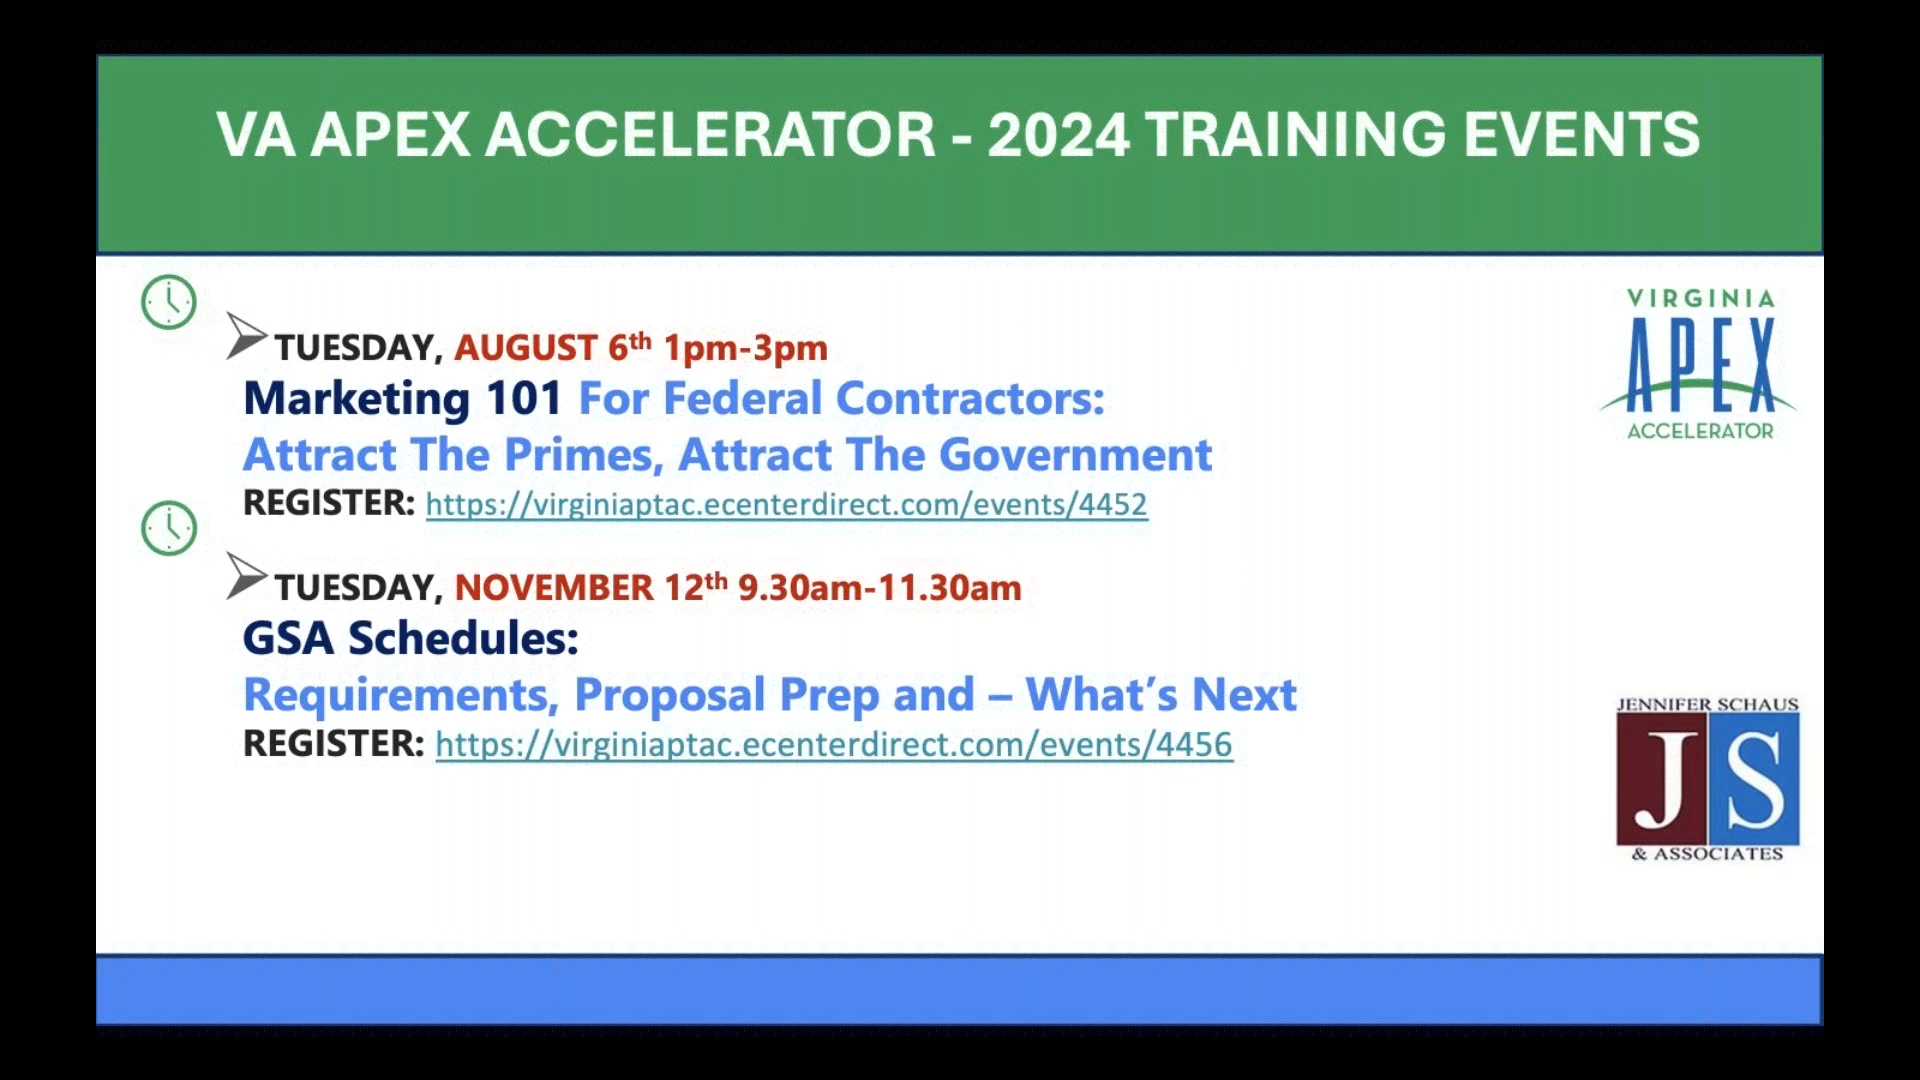 VA APEX ACCELERATOR - 2024 TRAINING EVENTS
TUESDAY, AUGUST 6th 1pm-3pm
Marketing 101 For Federal Contractors:
Attract The Primes, Attract The Government
REGISTER: https://virginiaptac.ecenterdirect.com/events/4452
TUESDAY, NOVEMBER 12th 9.30am-11.30am
GSA Schedules:
Requirements, Proposal Prep and – What’s Next
REGISTER: https://virginiaptac.ecenterdirect.com/events/4456
VIRGINIA
APEX
ACCELERATOR
JENNIFER SCHAUS
JS
& ASSOCIATES